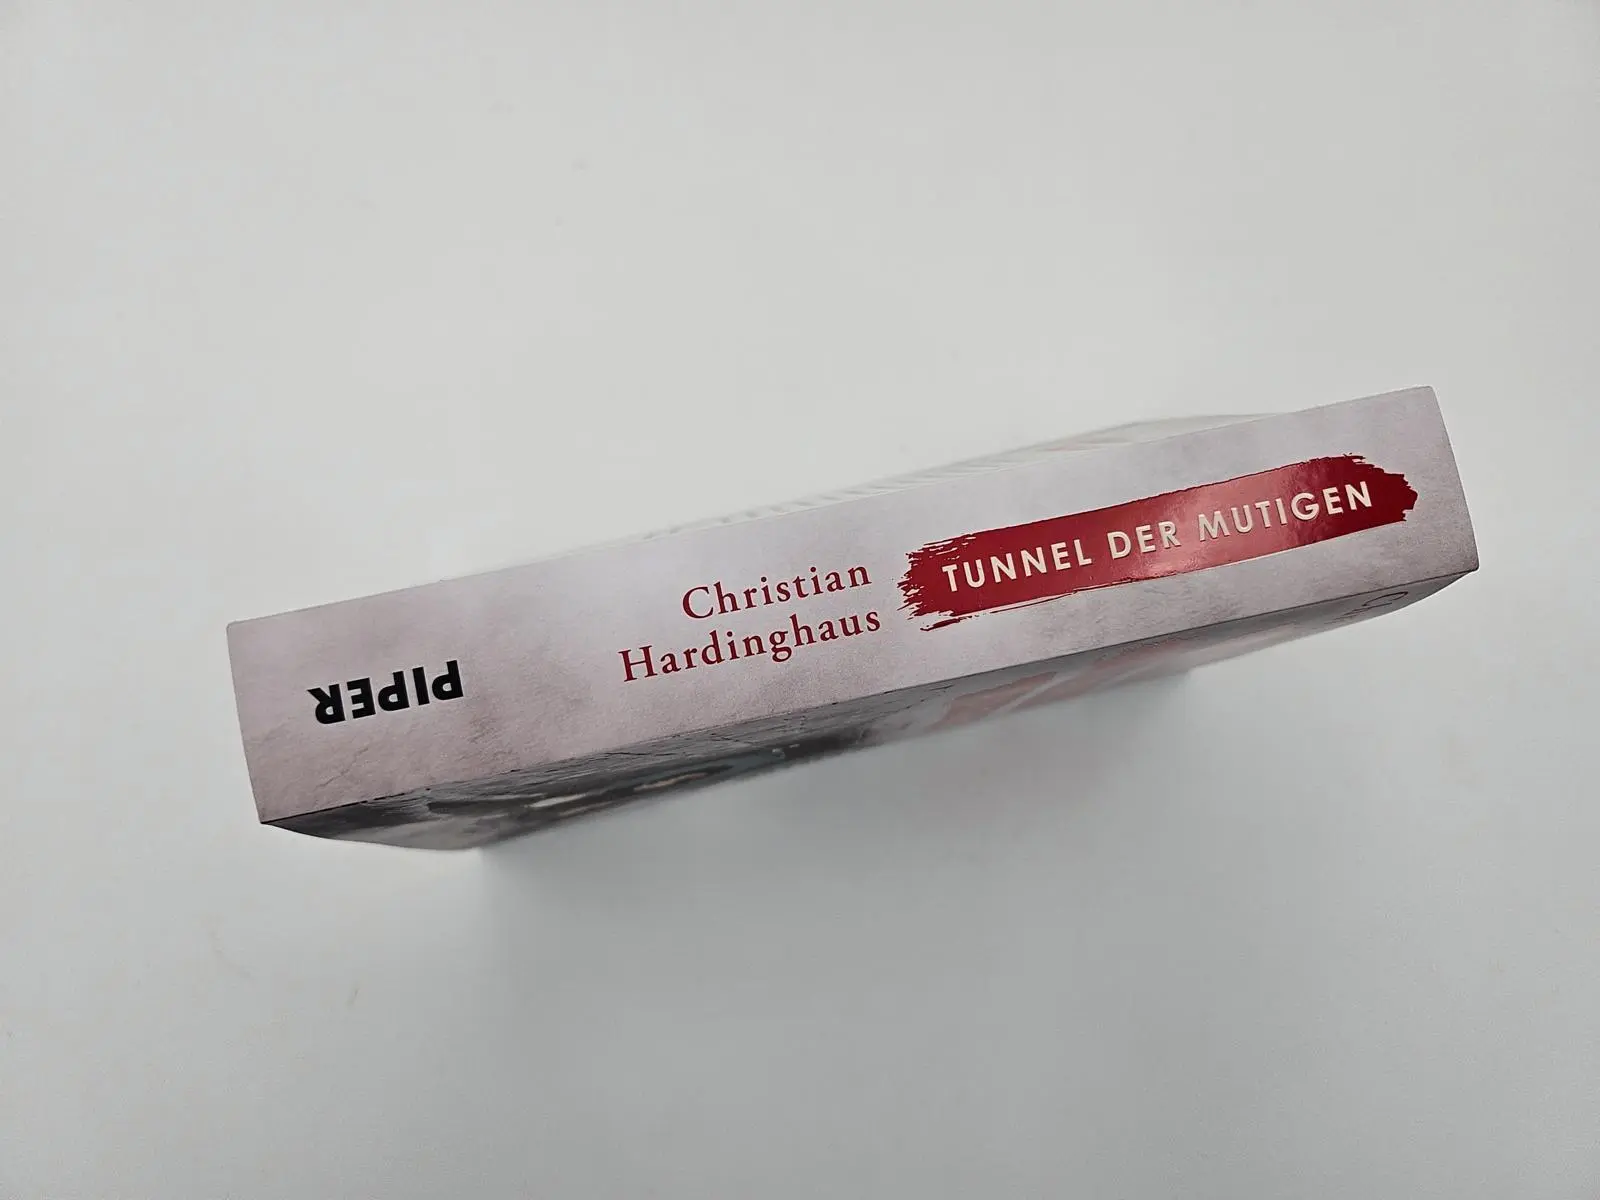 Christian
Hardinghaus
TUNNEL DER MUTIGEN
PIPER